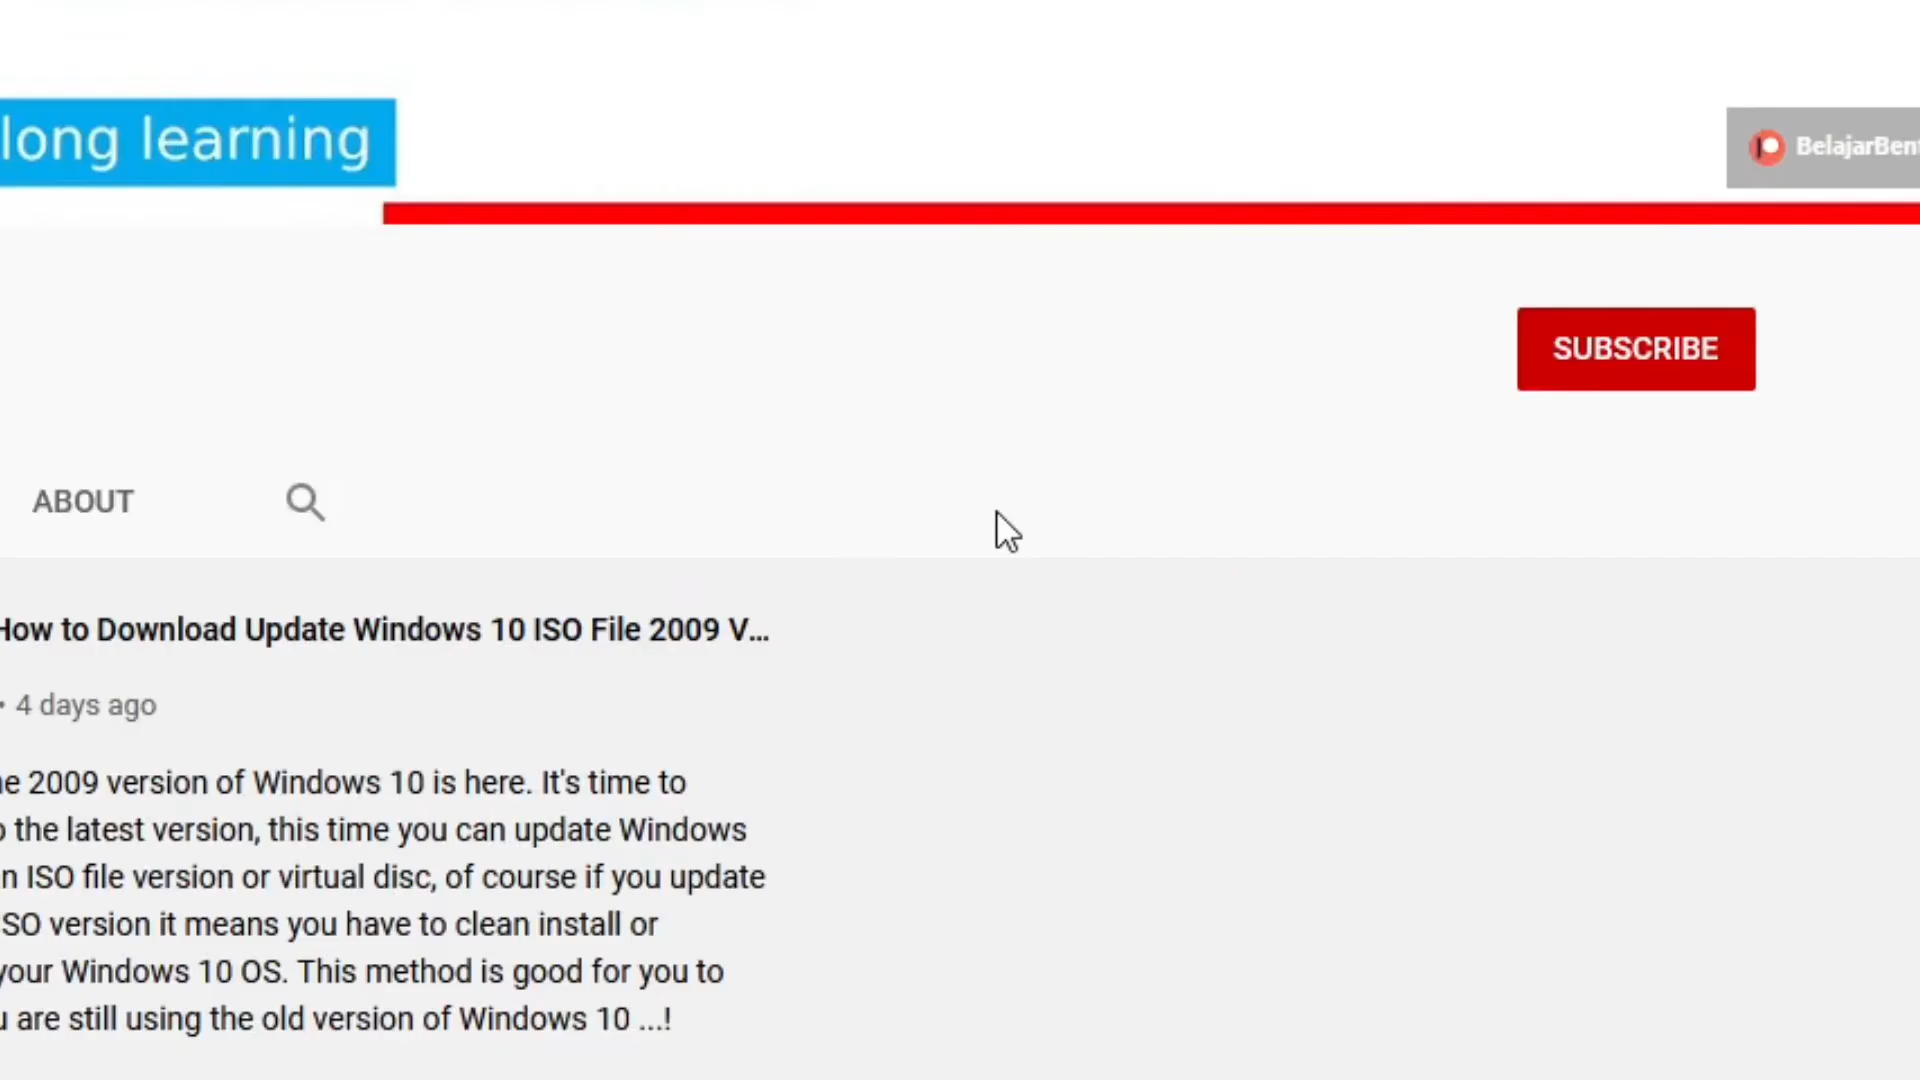 long learning
SUBSCRIBE
ABOUT
How to Download Update Windows 10 ISO File 2009 V...
• 4 days ago
2009 version of Windows 10 is here. It's time to
the latest version, this time you can update Windows
ISO file version or virtual disc, of course if you update
version it means you have to clean install or
your Windows 10 OS. This method is good for you to
are still using the old version of Windows 10 ...!